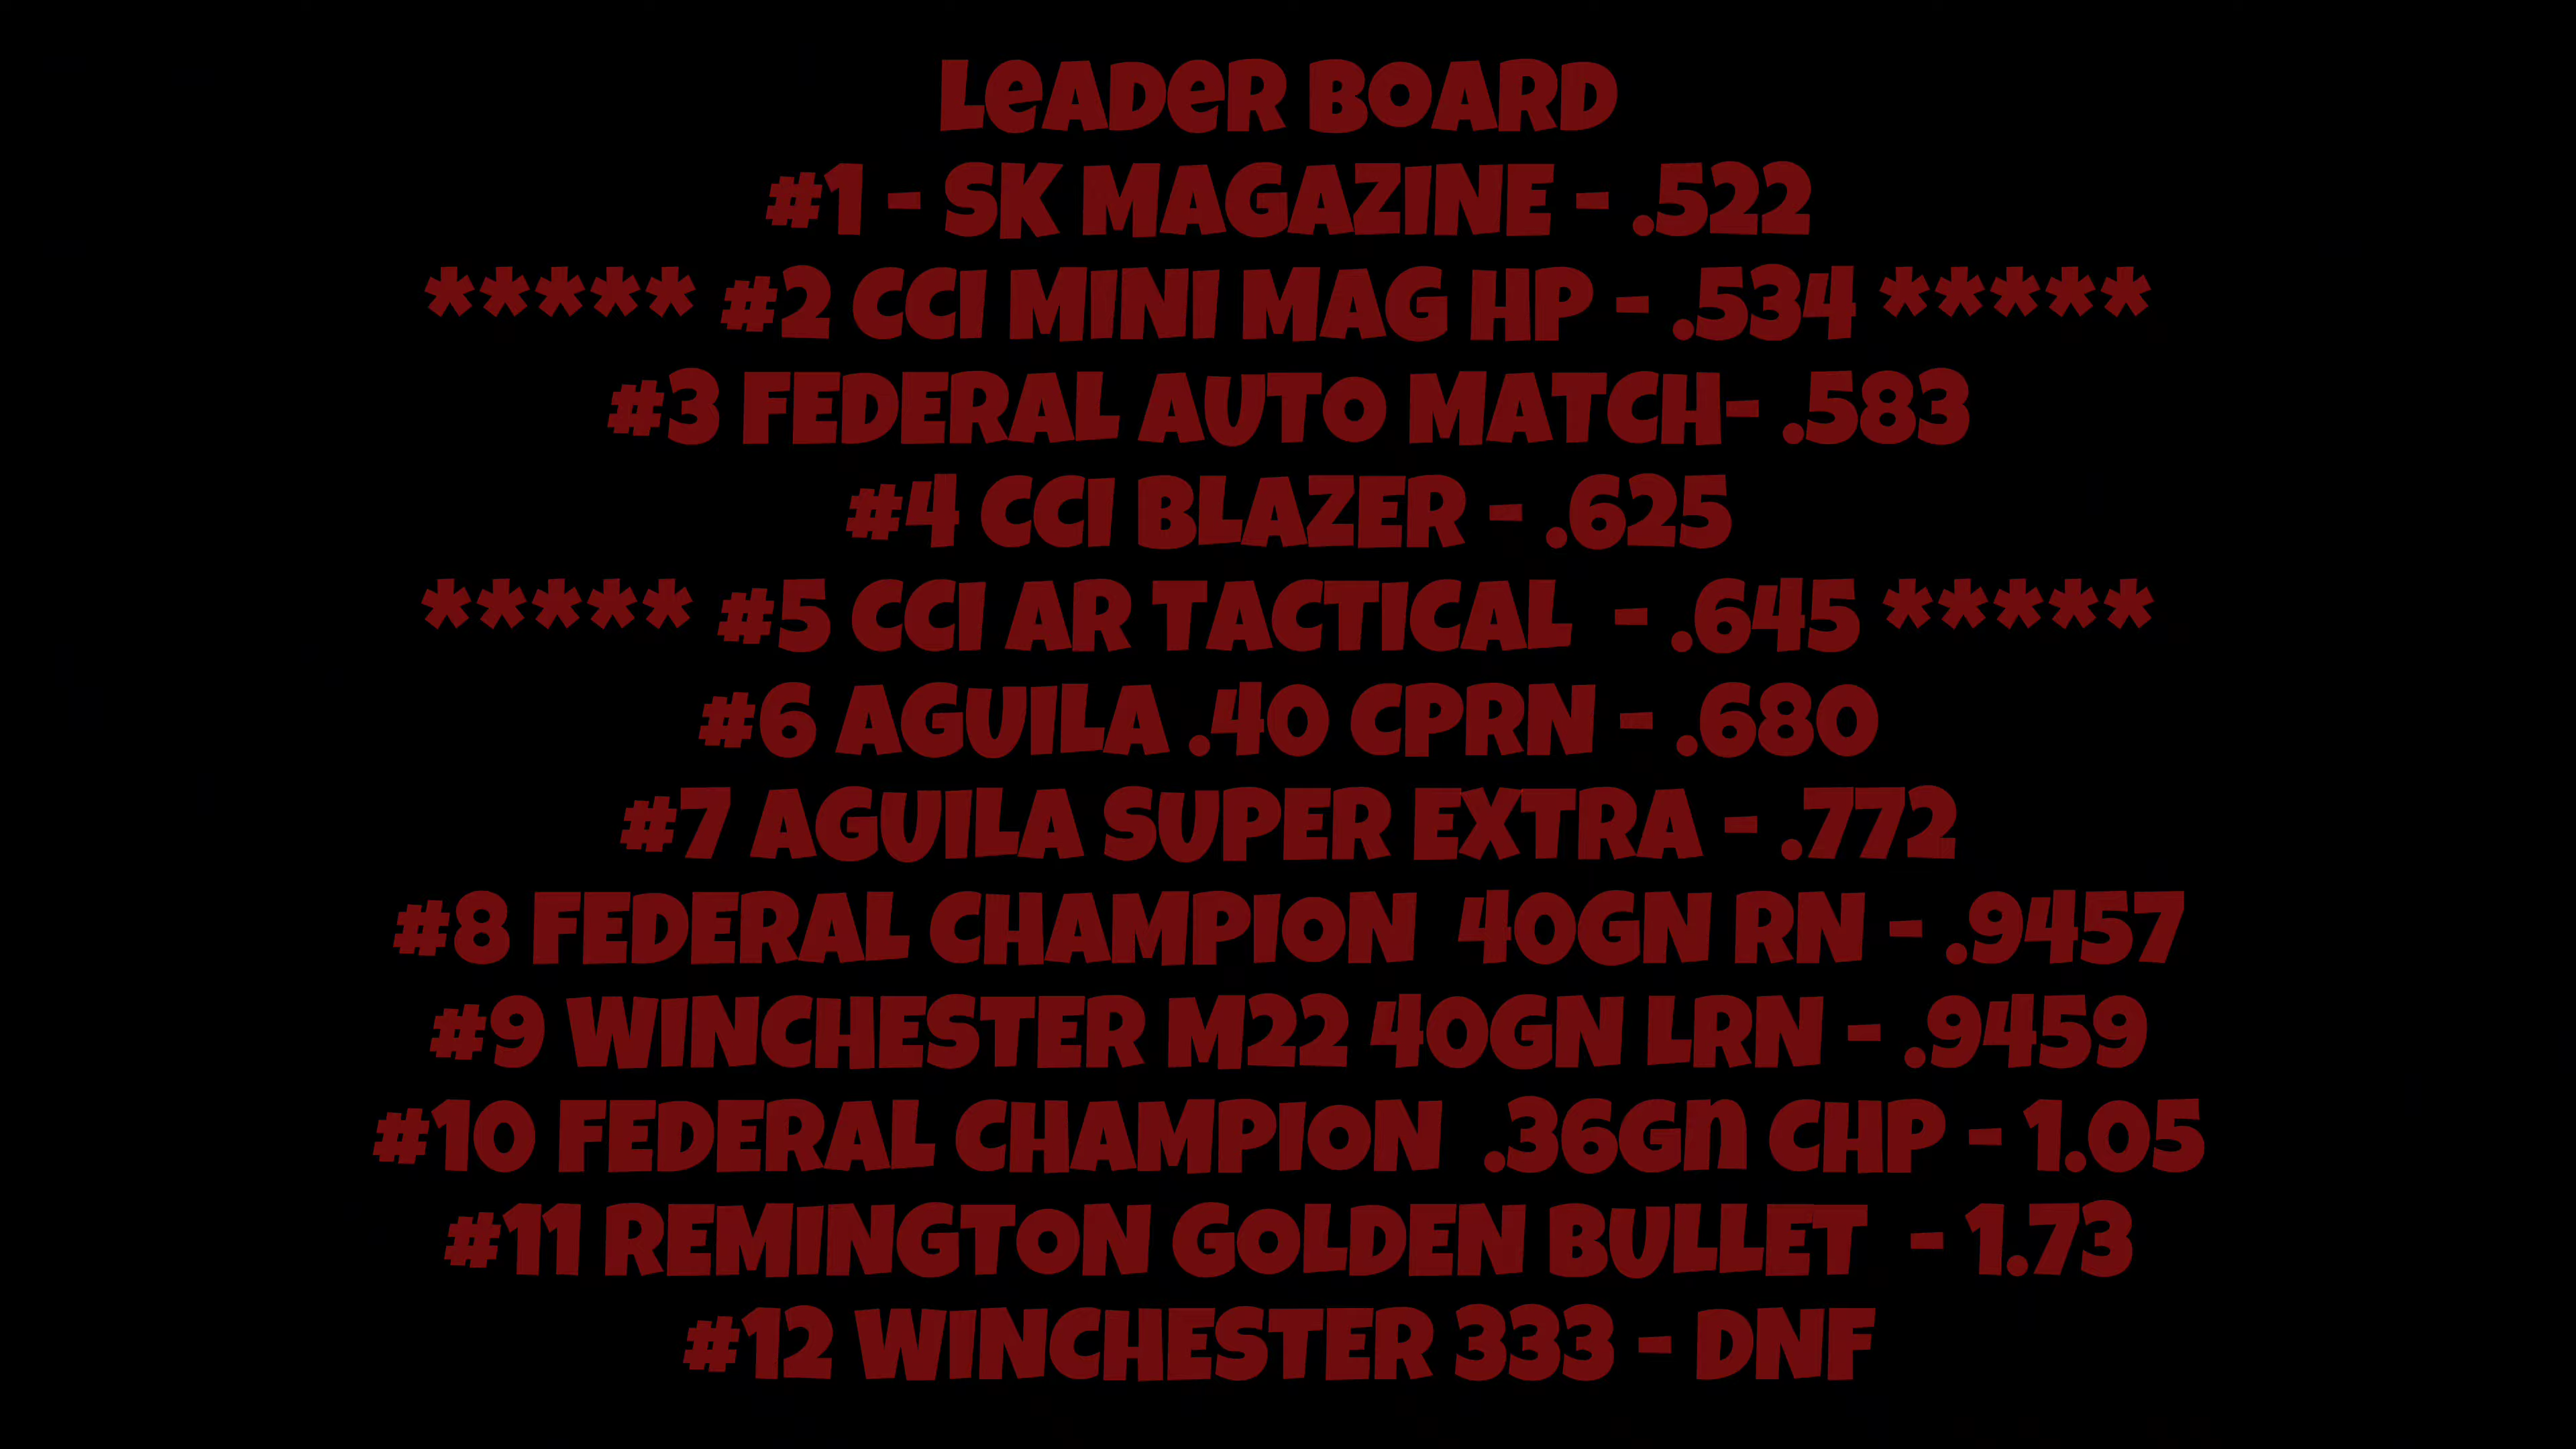 LEADER BOARD
#1 - SK MAGAZINE - .522
***** #2 CCI MINI MAG HP - .534 *****
#3 FEDERAL AUTO MATCH- .583
#4 CCI BLAZER - .625
***** #5 CCI AR TACTICAL - .645 *****
#6 AGUILA .40 CPRN - .680
#7 AGUILA SUPER EXTRA - .772
#8 FEDERAL CHAMPION 40GN RN - .9457
#9 WINCHESTER M22 40GN LRN - .9459
#10 FEDERAL CHAMPION .36Gn CHP - 1.05
#11 REMINGTON GOLDEN BULLET - 1.73
#12 WINCHESTER 333 - DNF